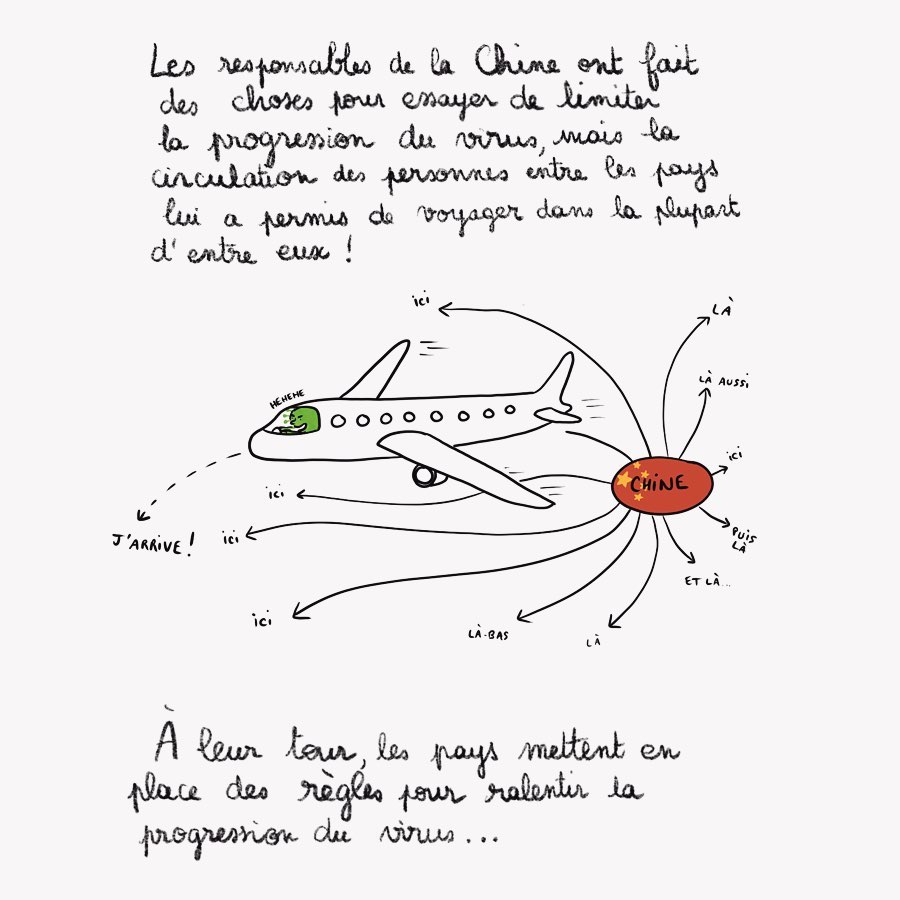 Les responsables de la Chine ont fait
des choses pour essayer de limiter
la progression du virus, mais la
circulation des personnes entre les pays
lui a permis de voyager dans la plupart
d'entre eux !
ici
LÀ
LÀ AUSSI
HEHEHE
ici
CHINE
ici
J'ARRIVE !
ici
PUIS
LÀ
ET LÀ...
ici
LÀ-BAS
LÀ
À leur tour, les pays mettent en
place des règles pour ralentir la
progression du virus...